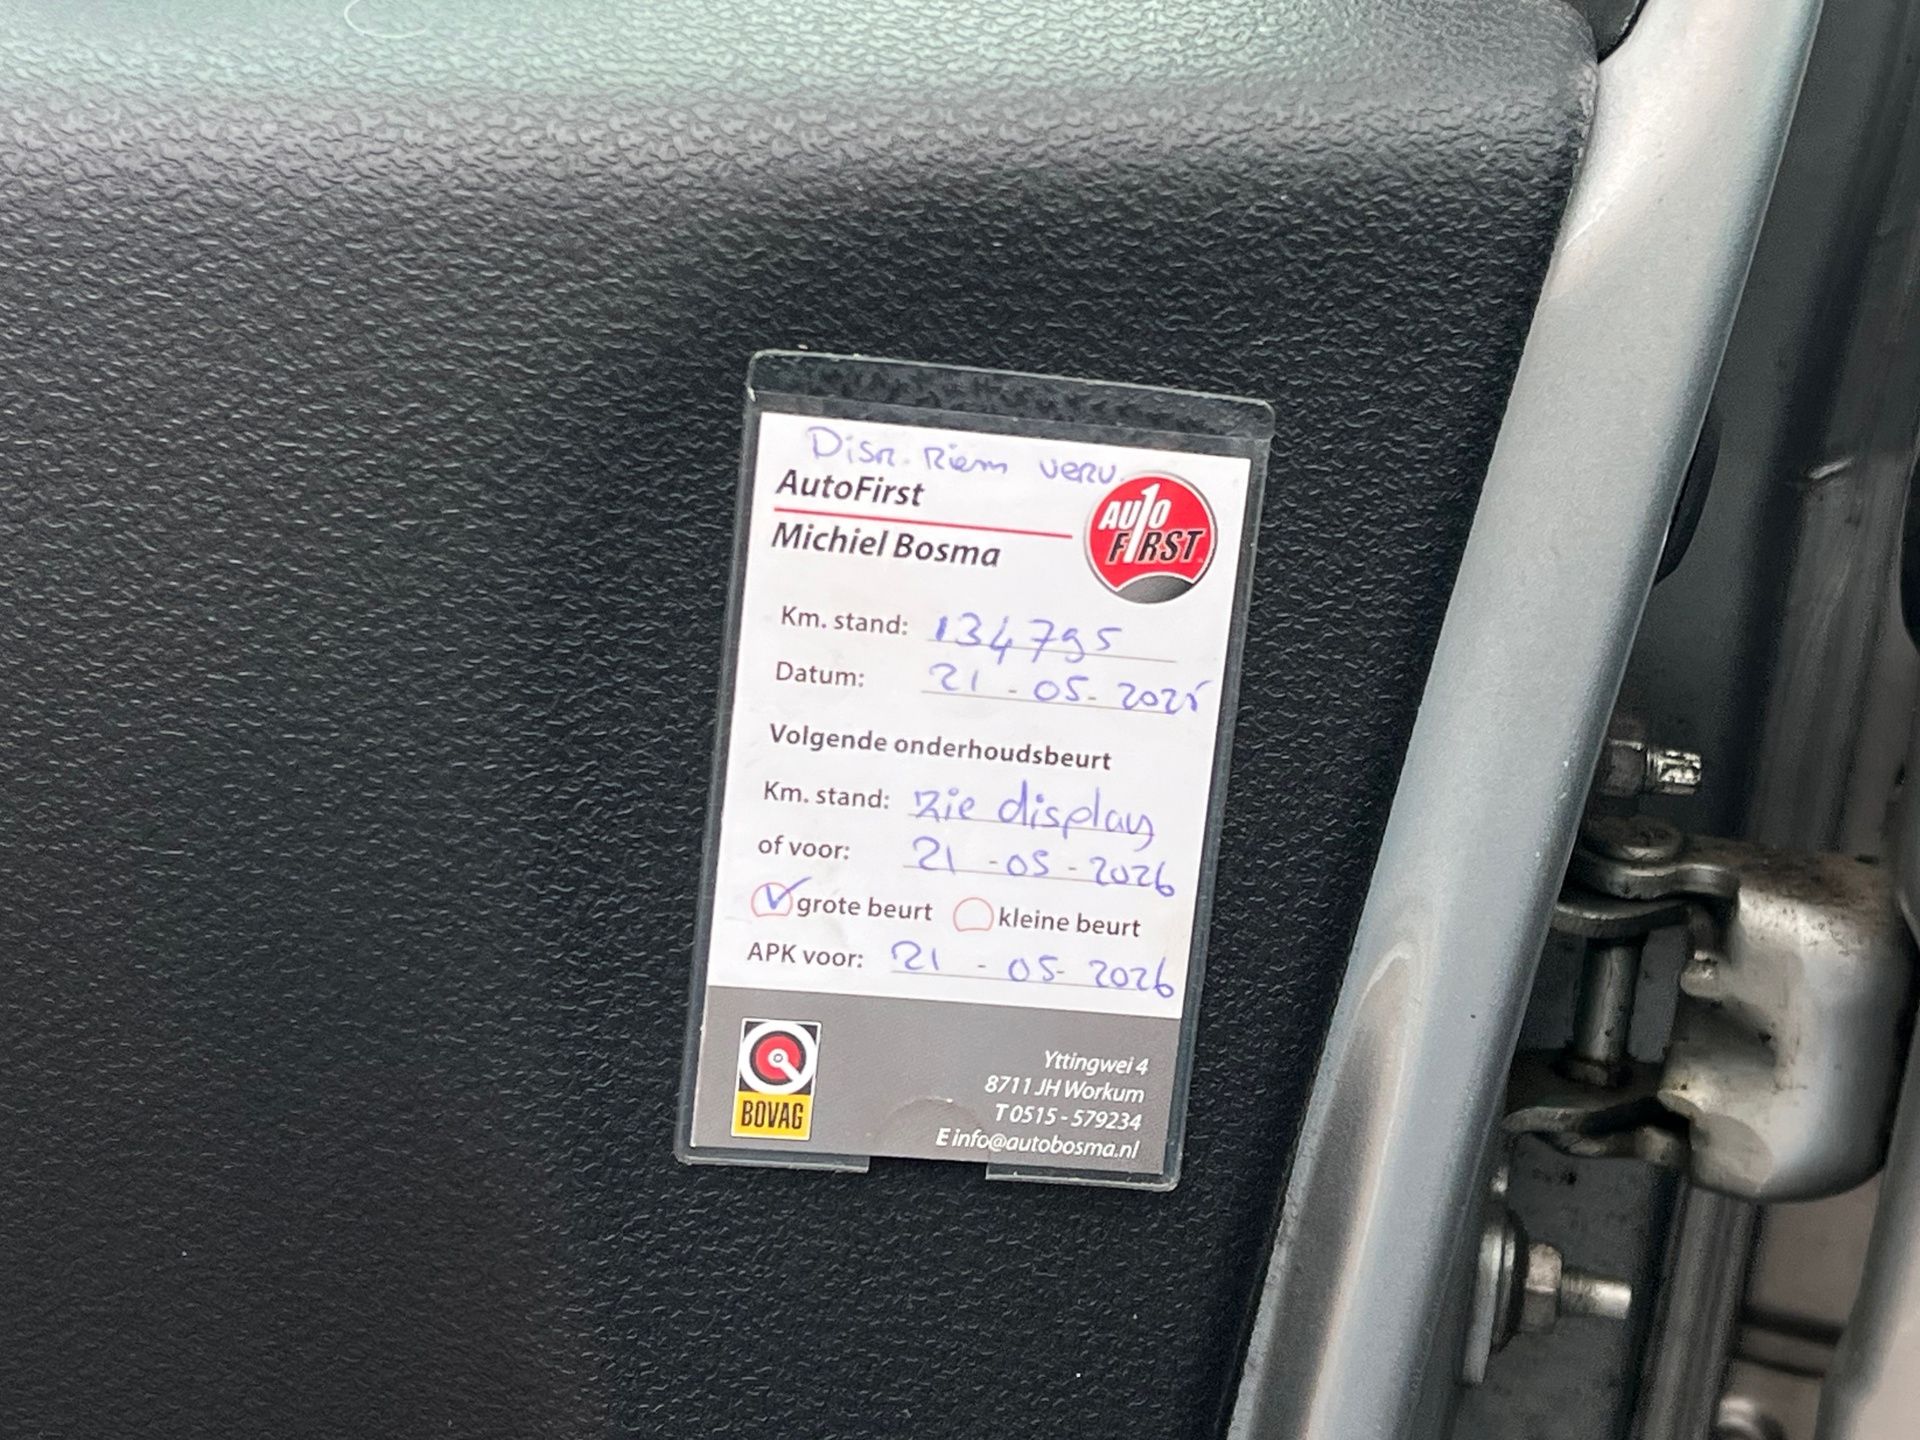 Distr. Riem verv.
AutoFirst
Michiel Bosma
AUTO
F1RST
Km. stand: 134795
Datum: 21-05-2025
Volgende onderhoudsbeurt
Km. stand: Zie display
of voor: 21-05-2026
grote beurt kleine beurt
APK voor: 21-05-2026
BOVAG
Yttingwei 4
8711 JH Workum
T 0515 - 579234
E info@autobosma.nl